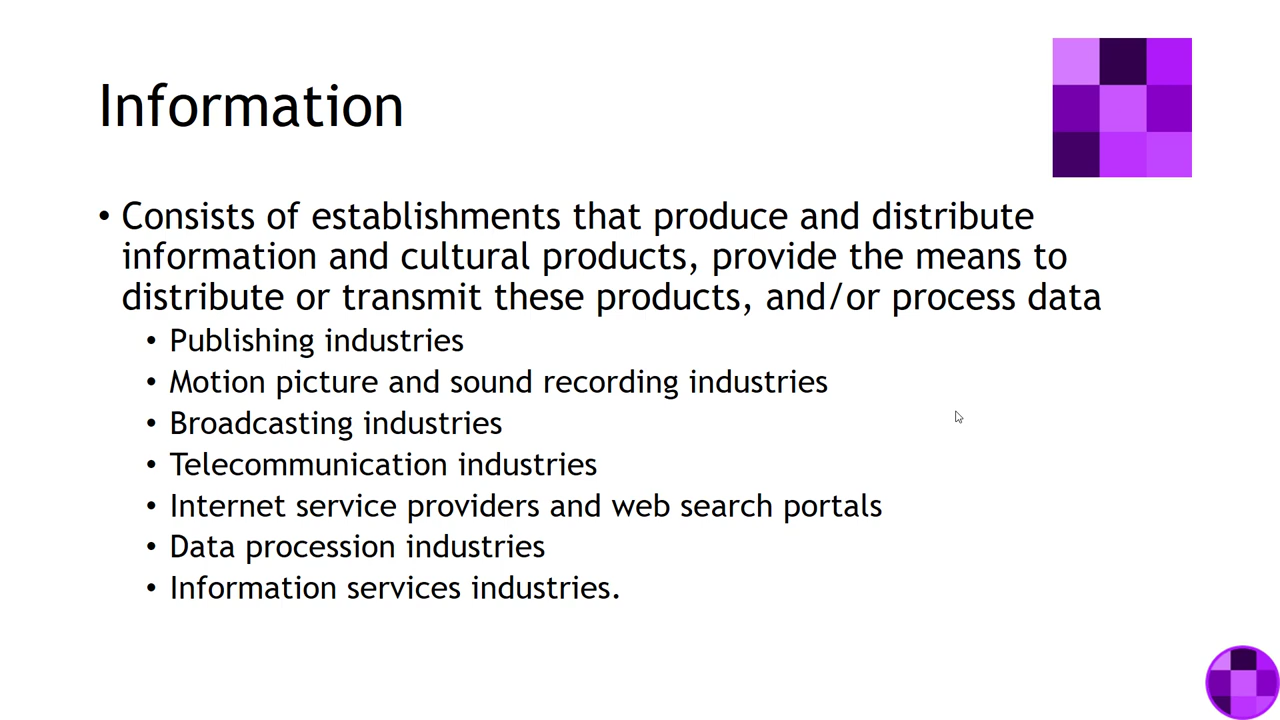 Information
• Consists of establishments that produce and distribute
information and cultural products, provide the means to
distribute or transmit these products, and/or process data
• Publishing industries
• Motion picture and sound recording industries
• Broadcasting industries
• Telecommunication industries
• Internet service providers and web search portals
• Data procession industries
• Information services industries.